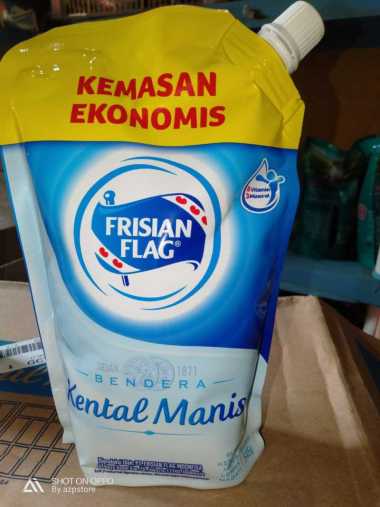 KEMASAN
EKONOMIS
Vitamin
Mineral
FRISIAN
FLAG®
SEJAK 1871
BENDERA
Kental Manis
SHOT ON OPPO
By azpstore